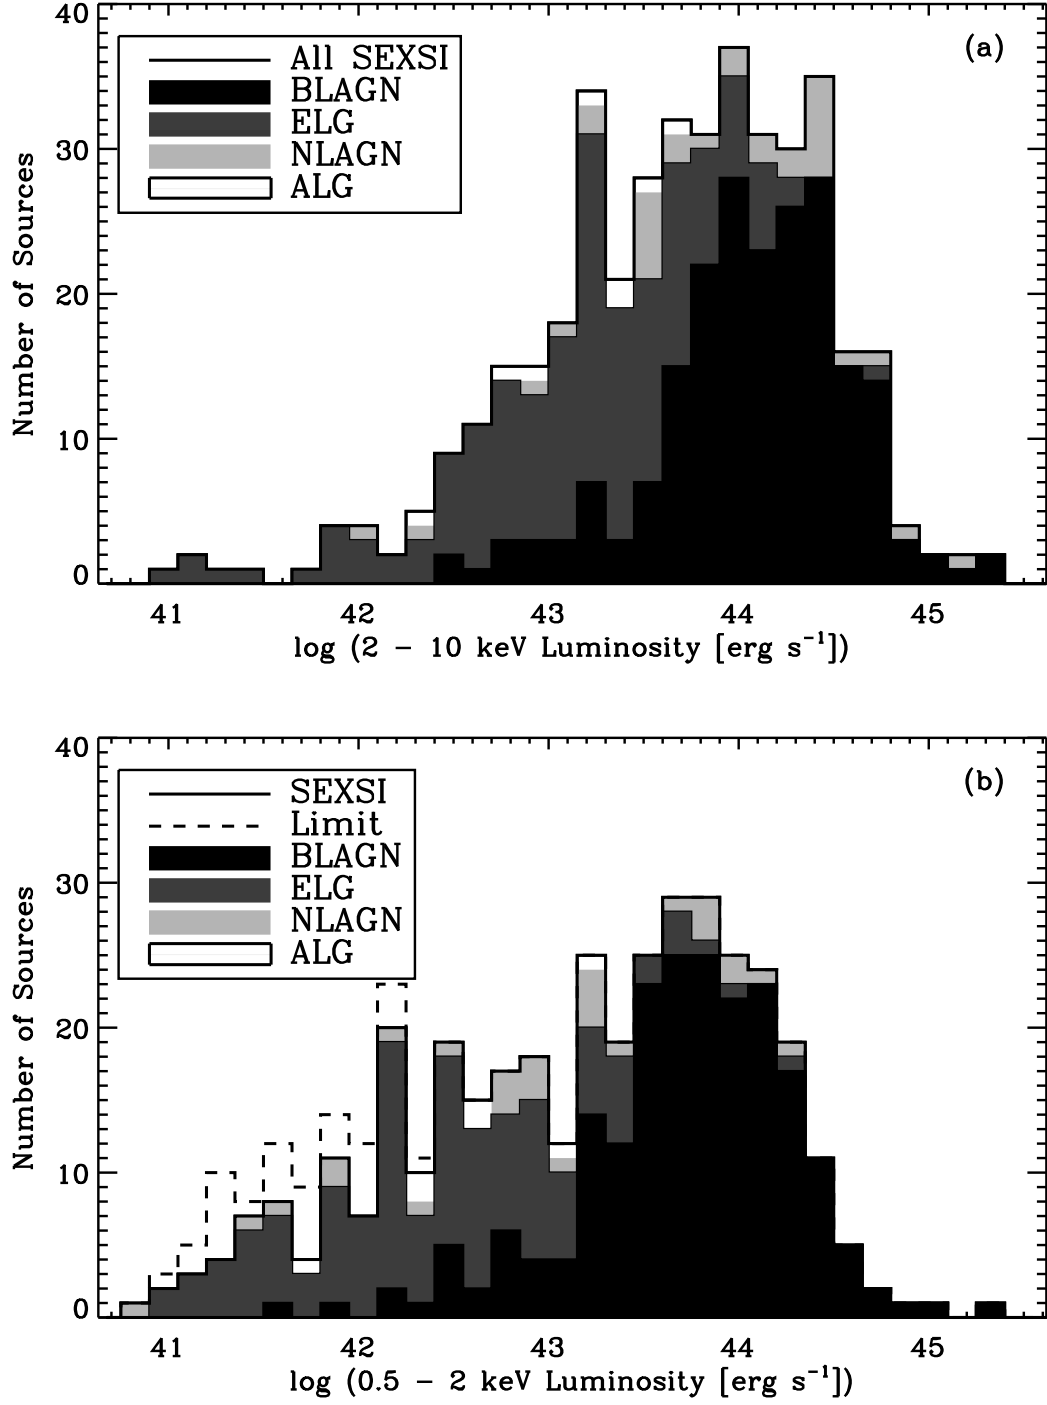 40
(a)
All SEXSI
BLAGN
ELG
NLAGN
ALG
30
20
10
0
Number of Sources
41 42 43 44 45
log (2 − 10 keV Luminosity [erg s⁻¹])
40
(b)
SEXSI
Limit
BLAGN
ELG
NLAGN
ALG
30
20
10
0
Number of Sources
41 42 43 44 45
log (0.5 − 2 keV Luminosity [erg s⁻¹])